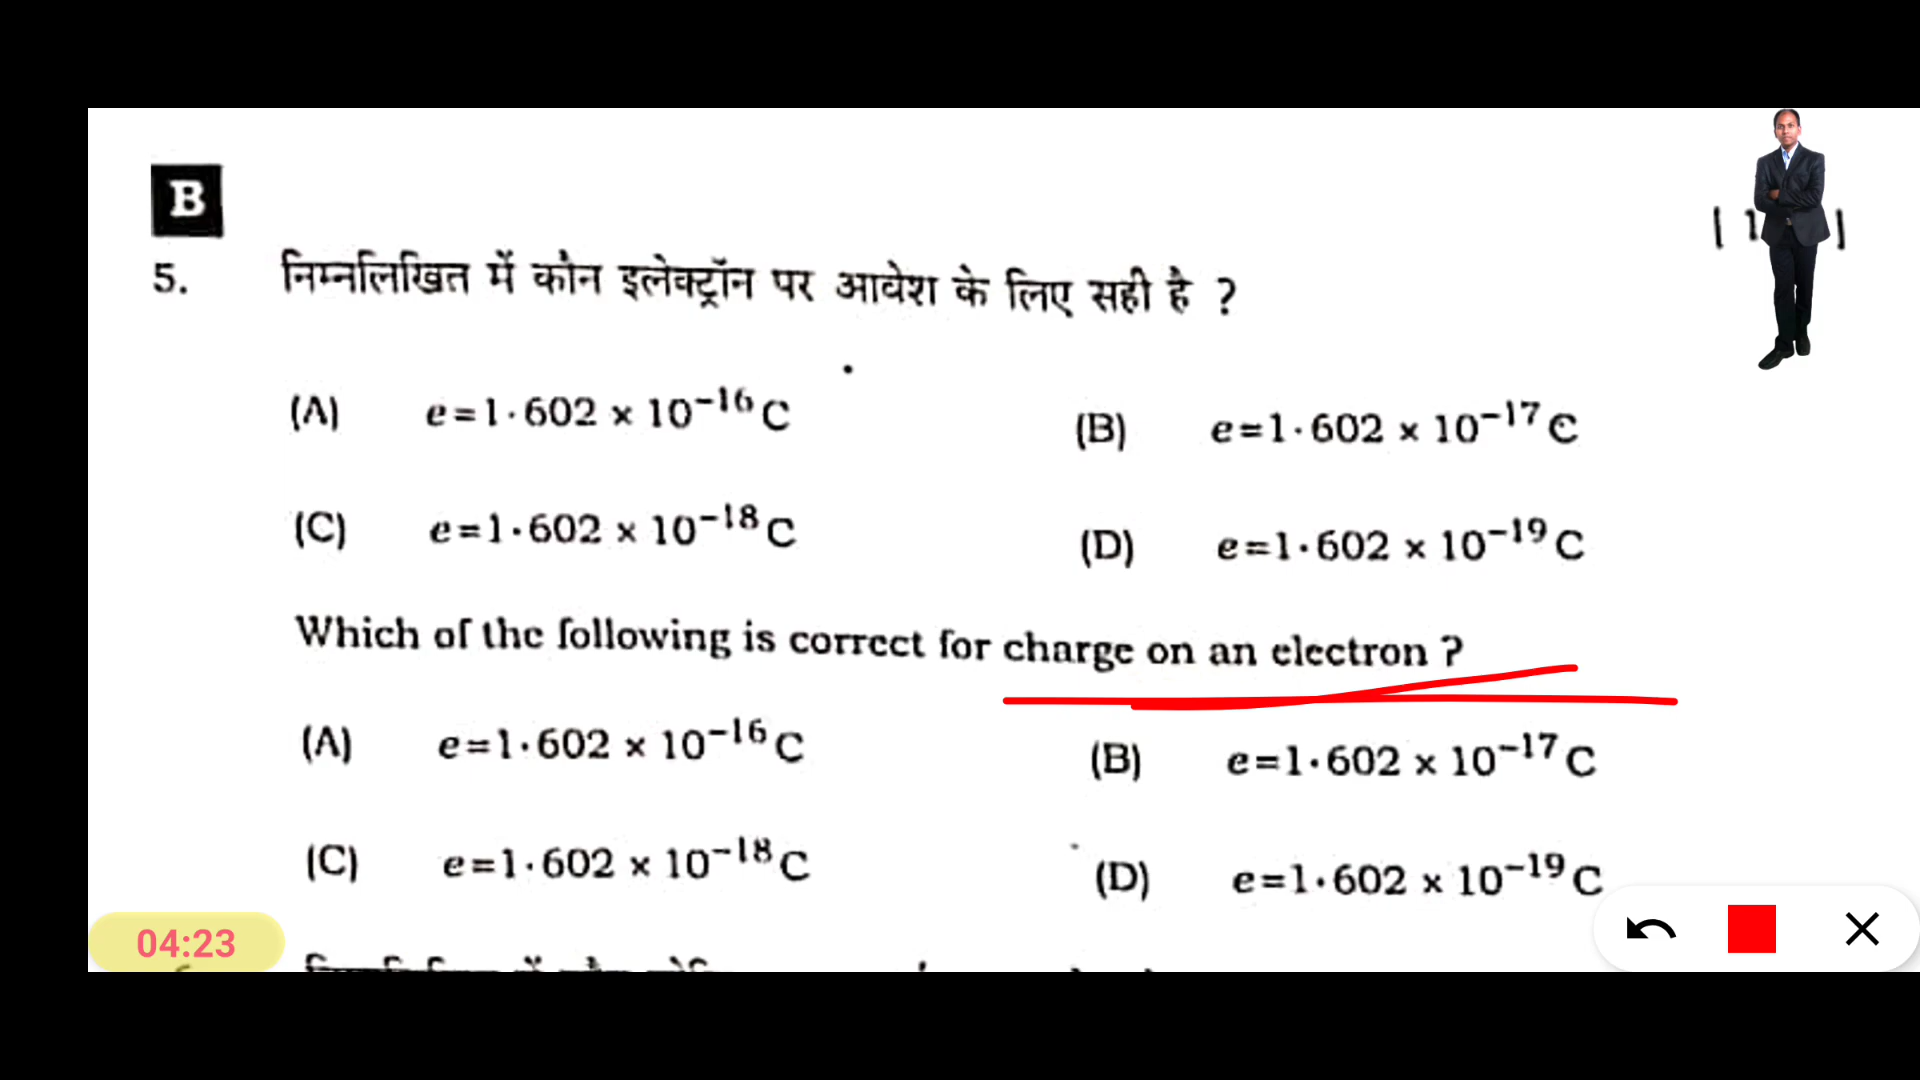 B
5. निम्नलिखित में कौन इलेक्ट्रॉन पर आवेश के लिए सही है ?
(A) e=1·602 × 10⁻¹⁶ C (B) e=1·602 × 10⁻¹⁷ C
(C) e=1·602 × 10⁻¹⁸ C (D) e=1·602 × 10⁻¹⁹ C
Which of the following is correct for charge on an electron ?
(A) e=1·602 × 10⁻¹⁶ C (B) e=1·602 × 10⁻¹⁷ C
(C) e=1·602 × 10⁻¹⁸ C (D) e=1·602 × 10⁻¹⁹ C
04:23